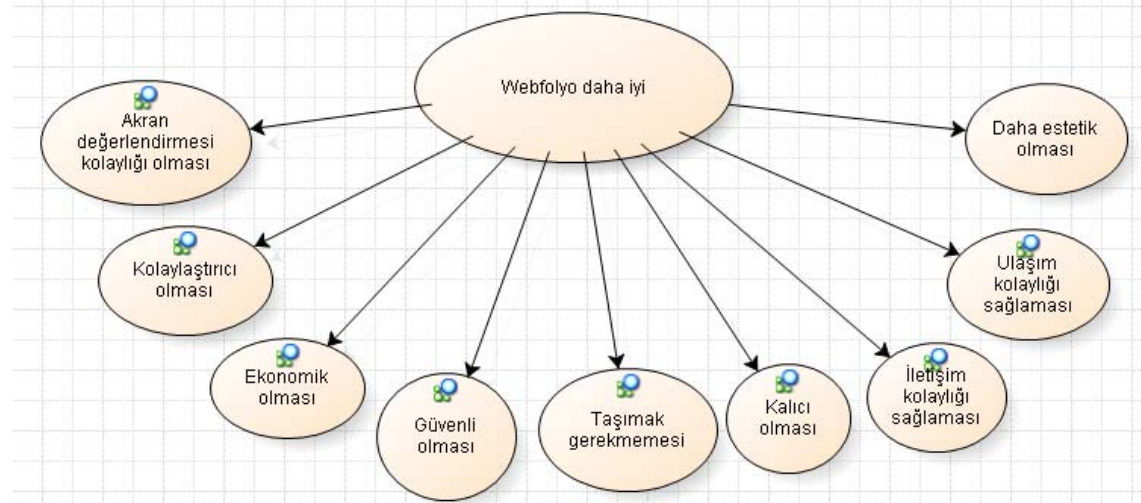 Webfolyo daha iyi
Akran
değerlendirmesi
kolaylığı olması
Kolaylaştırıcı
olması
Ekonomik
olması
Güvenli
olması
Taşımak
gerekmemesi
Kalıcı
olması
İletişim
kolaylığı
sağlaması
Ulaşım
kolaylığı
sağlaması
Daha estetik
olması